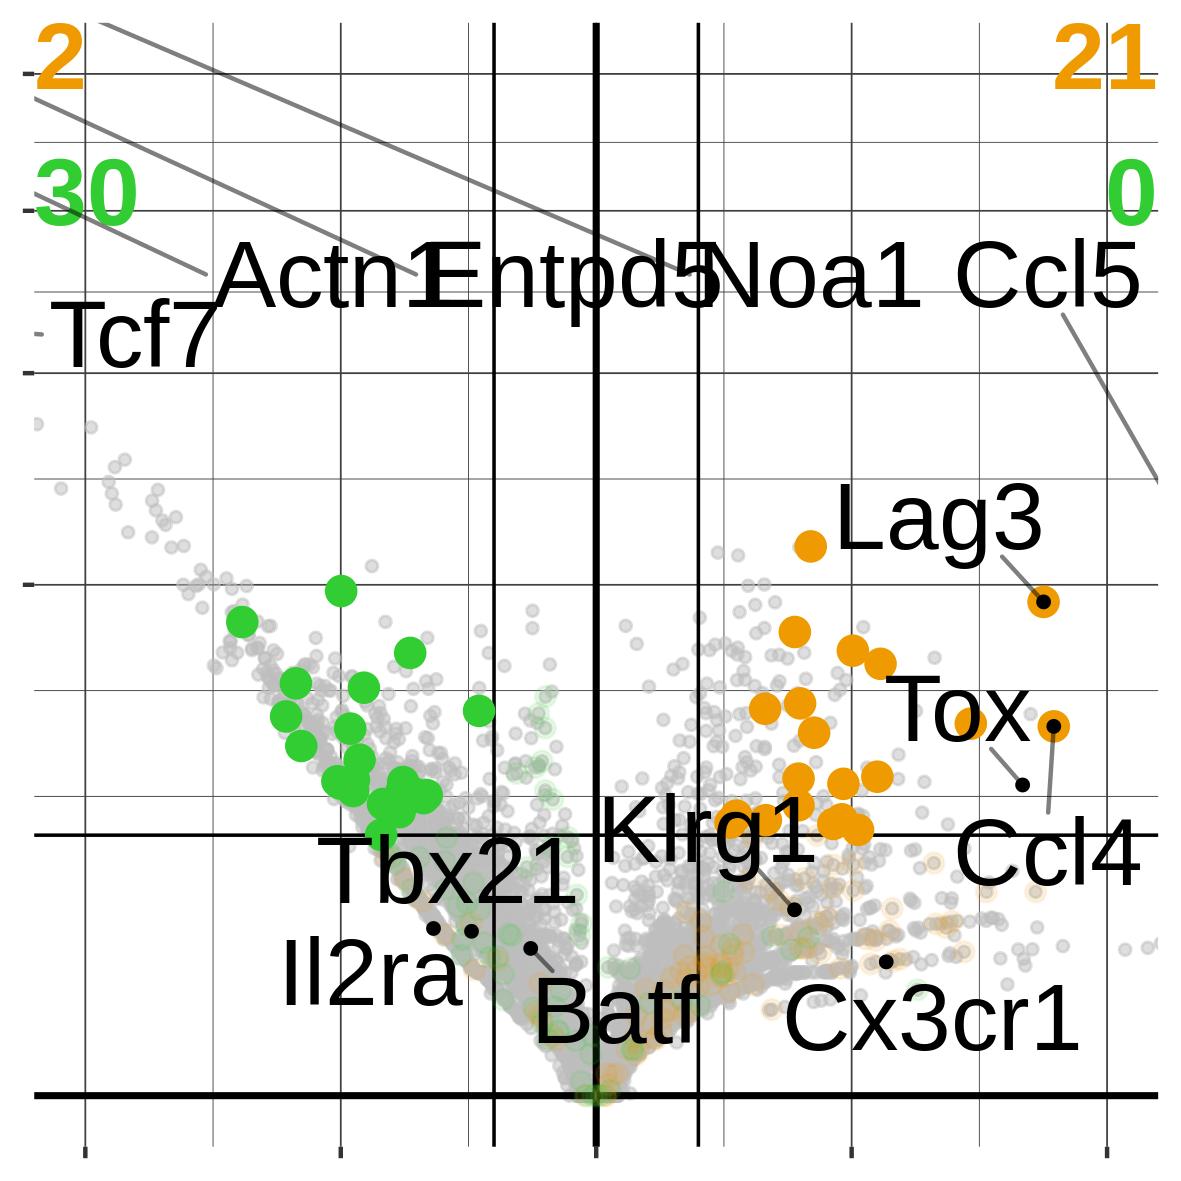 2 21
30 0
Actn1 Entpd5 Noa1 Ccl5
Tcf7
Lag3
Tox
Klrg1
Ccl4
Tbx21
Il2ra
Batf
Cx3cr1